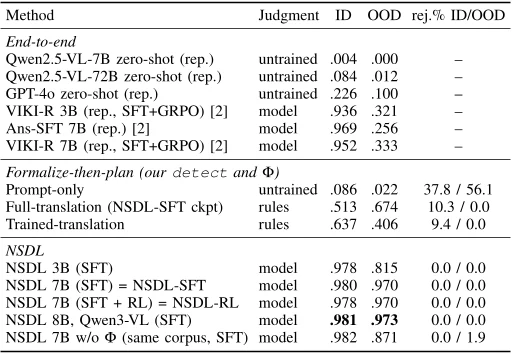 Method Judgment ID OOD rej.% ID/OOD
End-to-end
Qwen2.5-VL-7B zero-shot (rep.) untrained .004 .000 –
Qwen2.5-VL-72B zero-shot (rep.) untrained .084 .012 –
GPT-4o zero-shot (rep.) untrained .226 .100 –
VIKI-R 3B (rep., SFT+GRPO) [2] model .936 .321 –
Ans-SFT 7B (rep.) [2] model .969 .256 –
VIKI-R 7B (rep., SFT+GRPO) [2] model .952 .333 –
Formalize-then-plan (our detect and Φ)
Prompt-only untrained .086 .022 37.8 / 56.1
Full-translation (NSDL-SFT ckpt) rules .513 .674 10.3 / 0.0
Trained-translation rules .637 .406 9.4 / 0.0
NSDL
NSDL 3B (SFT) model .978 .815 0.0 / 0.0
NSDL 7B (SFT) = NSDL-SFT model .980 .970 0.0 / 0.0
NSDL 7B (SFT + RL) = NSDL-RL model .978 .970 0.0 / 0.0
NSDL 8B, Qwen3-VL (SFT) model .981 .973 0.0 / 0.0
NSDL 7B w/o Φ (same corpus, SFT) model .982 .871 0.0 / 1.9